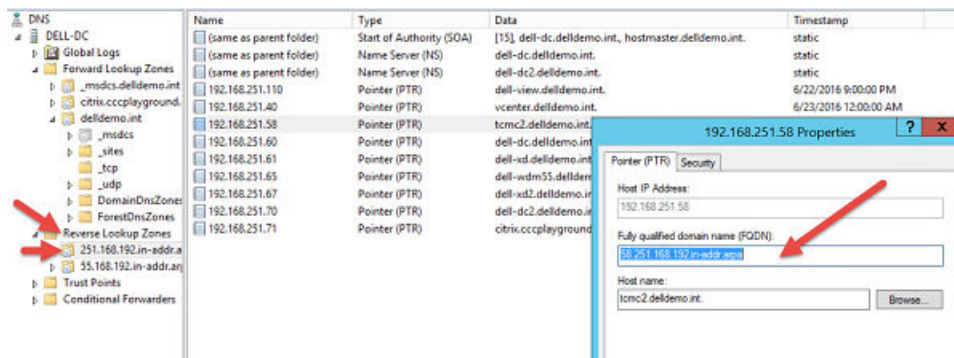 DNS
DELL-DC
Global Logs
Forward Lookup Zones
_msdcs.delldemo.int
citrix.cccplayground.
delldemo.int
_msdcs
_sites
_tcp
_udp
DomainDnsZones
ForestDnsZones
Reverse Lookup Zones
251.168.192.in-addr.a
55.168.192.in-addr.arp
Trust Points
Conditional Forwarders
Name Type Data Timestamp
(same as parent folder) Start of Authority (SOA) [15], dell-dc.delldemo.int., hostmaster.delldemo.int. static
(same as parent folder) Name Server (NS) dell-dc.delldemo.int. static
(same as parent folder) Name Server (NS) dell-dc2.delldemo.int. static
192.168.251.110 Pointer (PTR) dell-view.delldemo.int. 6/22/2016 9:00:00 PM
192.168.251.40 Pointer (PTR) vcenter.delldemo.int. 6/23/2016 12:00:00 AM
192.168.251.58 Pointer (PTR) tcmc2.delldemo.int.
192.168.251.60 Pointer (PTR) dell-dc.delldemo.int
192.168.251.61 Pointer (PTR) dell-xd.delldemo.int
192.168.251.65 Pointer (PTR) dell-wdm55.delldem
192.168.251.67 Pointer (PTR) dell-xd2.delldemo.in
192.168.251.70 Pointer (PTR) dell-dc2.delldemo.in
192.168.251.71 Pointer (PTR) citrix.cccplayground
192.168.251.58 Properties ? X
Pointer (PTR) Security
Host IP Address:
192.168.251.58
Fully qualified domain name (FQDN):
58.251.168.192.in-addr.arpa
Host name:
tcmc2.delldemo.int.
Browse...